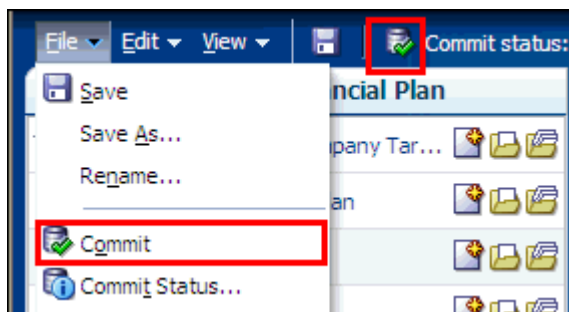 File Edit View Commit status:
Save
ncial Plan
Save As...
pany Tar...
Rename...
an
Commit
Commit Status...